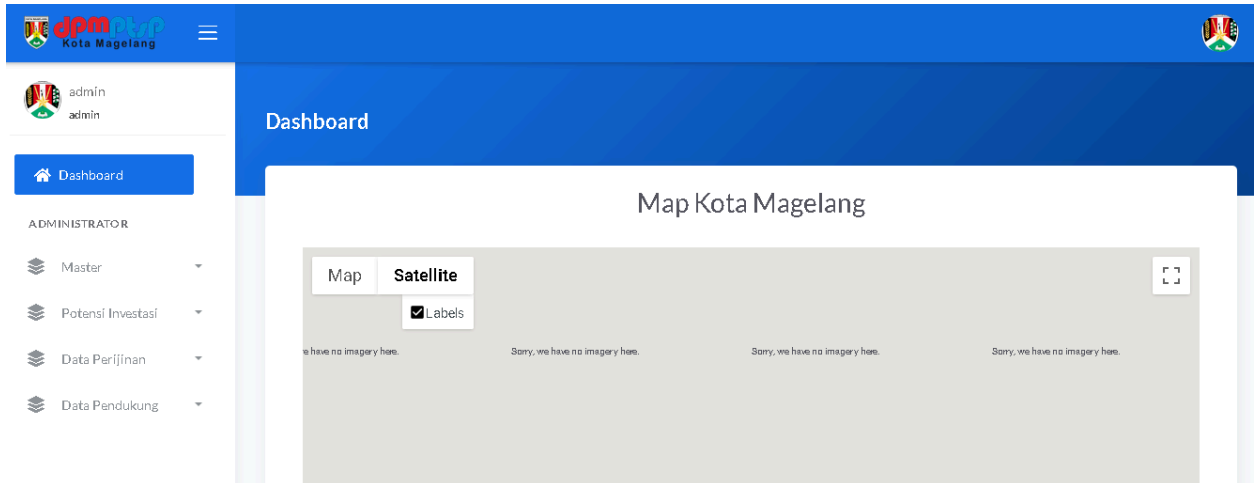 dpmptsp
Kota Magelang
admin
admin
Dashboard
Dashboard
ADMINISTRATOR
Master
Potensi Investasi
Data Perijinan
Data Pendukung
Map Kota Magelang
Map Satellite
Labels
e have no imagery here. Sorry, we have no imagery here. Sorry, we have no imagery here. Sorry, we have no imagery here.